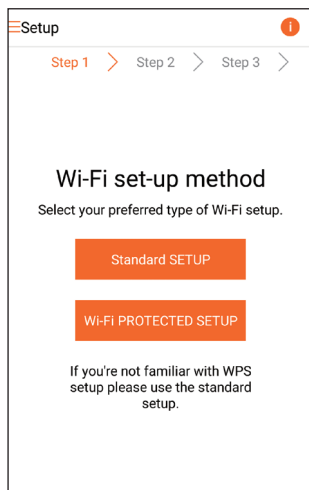 Setup
i
Step 1 Step 2 Step 3
Wi-Fi set-up method
Select your preferred type of Wi-Fi setup.
Standard SETUP
Wi-Fi PROTECTED SETUP
If you're not familiar with WPS
setup please use the standard
setup.